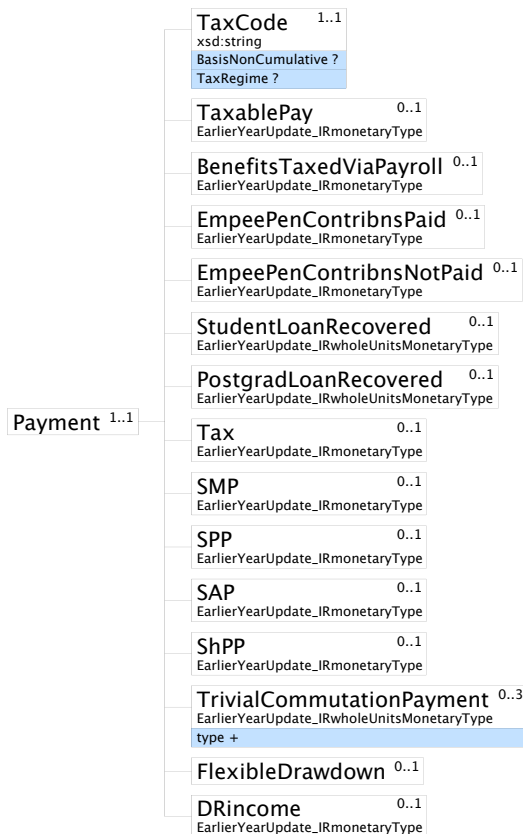 TaxCode 1..1
xsd:string
BasisNonCumulative ?
TaxRegime ?
TaxablePay 0..1
EarlierYearUpdate_IRmonetaryType
BenefitsTaxedViaPayroll 0..1
EarlierYearUpdate_IRmonetaryType
EmpeePenContribnsPaid 0..1
EarlierYearUpdate_IRmonetaryType
EmpeePenContribnsNotPaid 0..1
EarlierYearUpdate_IRmonetaryType
StudentLoanRecovered 0..1
EarlierYearUpdate_IRwholeUnitsMonetaryType
PostgradLoanRecovered 0..1
EarlierYearUpdate_IRwholeUnitsMonetaryType
Payment 1..1
Tax 0..1
EarlierYearUpdate_IRmonetaryType
SMP 0..1
EarlierYearUpdate_IRmonetaryType
SPP 0..1
EarlierYearUpdate_IRmonetaryType
SAP 0..1
EarlierYearUpdate_IRmonetaryType
ShPP 0..1
EarlierYearUpdate_IRmonetaryType
TrivialCommutationPayment 0..3
EarlierYearUpdate_IRwholeUnitsMonetaryType
type +
FlexibleDrawdown 0..1
DRincome 0..1
EarlierYearUpdate_IRmonetaryType